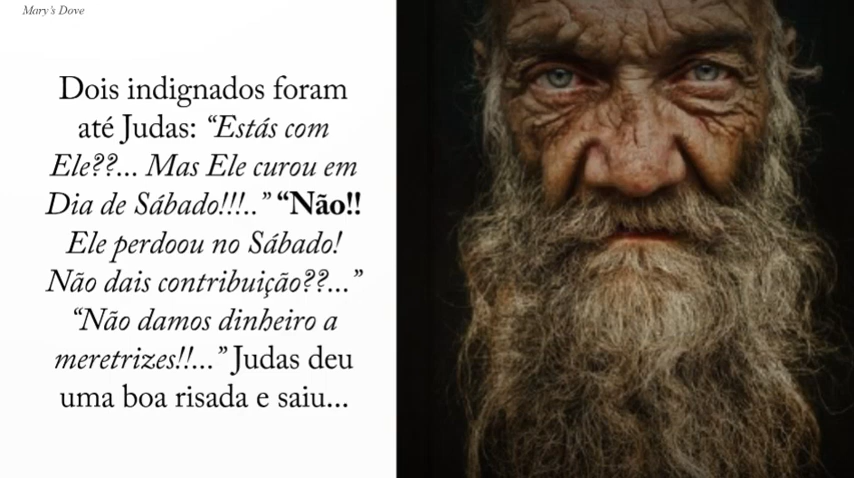 Mary's Dove
Dois indignados foram
até Judas: “Estás com
Ele??... Mas Ele curou em
Dia de Sábado!!!..” “Não!!
Ele perdoou no Sábado!
Não dais contribuição??...”
“Não damos dinheiro a
meretrizes!!...” Judas deu
uma boa risada e saiu...